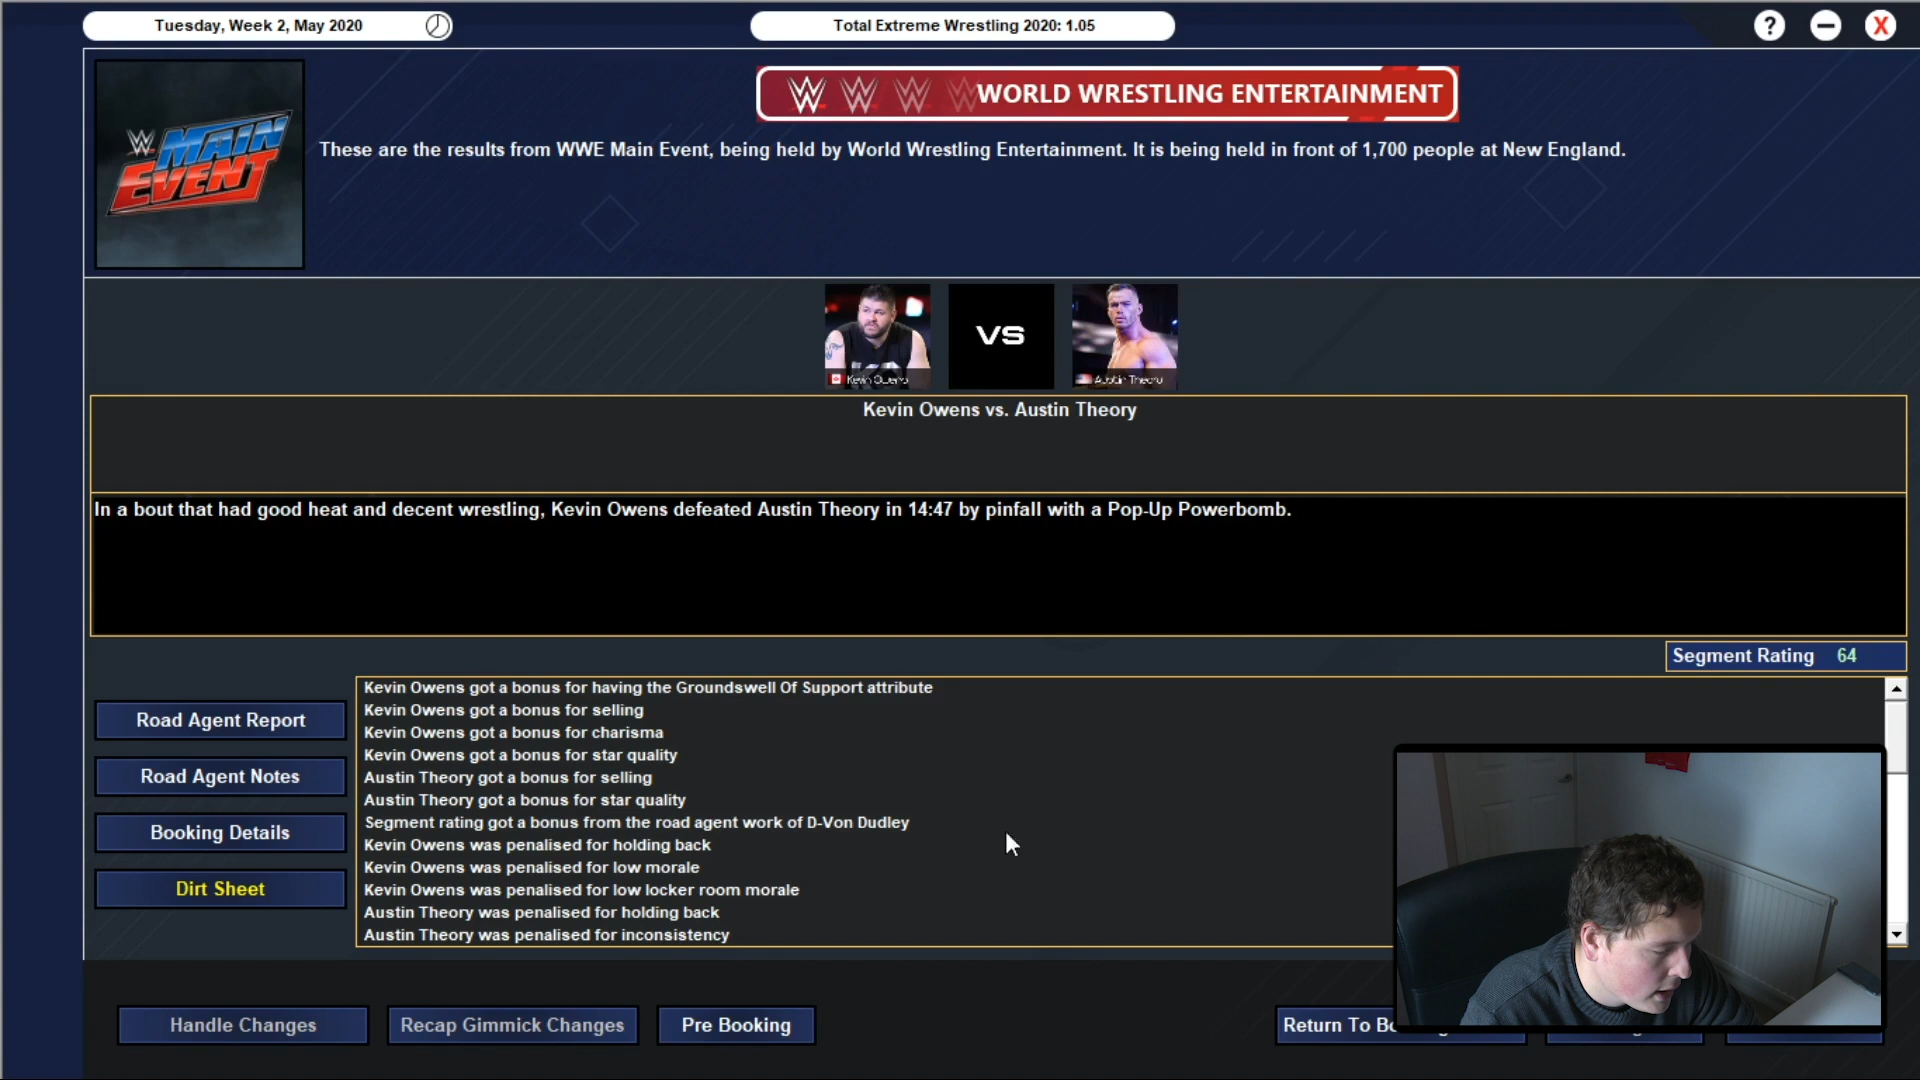 Tuesday, Week 2, May 2020
Total Extreme Wrestling 2020: 1.05
?
X
WORLD WRESTLING ENTERTAINMENT
W MAIN EVENT
These are the results from WWE Main Event, being held by World Wrestling Entertainment. It is being held in front of 1,700 people at New England.
Kevin Owens
VS
Austin Theory
Kevin Owens vs. Austin Theory
In a bout that had good heat and decent wrestling, Kevin Owens defeated Austin Theory in 14:47 by pinfall with a Pop-Up Powerbomb.
Segment Rating 64
Road Agent Report
Road Agent Notes
Booking Details
Dirt Sheet
Kevin Owens got a bonus for having the Groundswell Of Support attribute
Kevin Owens got a bonus for selling
Kevin Owens got a bonus for charisma
Kevin Owens got a bonus for star quality
Austin Theory got a bonus for selling
Austin Theory got a bonus for star quality
Segment rating got a bonus from the road agent work of D-Von Dudley
Kevin Owens was penalised for holding back
Kevin Owens was penalised for low morale
Kevin Owens was penalised for low locker room morale
Austin Theory was penalised for holding back
Austin Theory was penalised for inconsistency
Handle Changes
Recap Gimmick Changes
Pre Booking
Return To